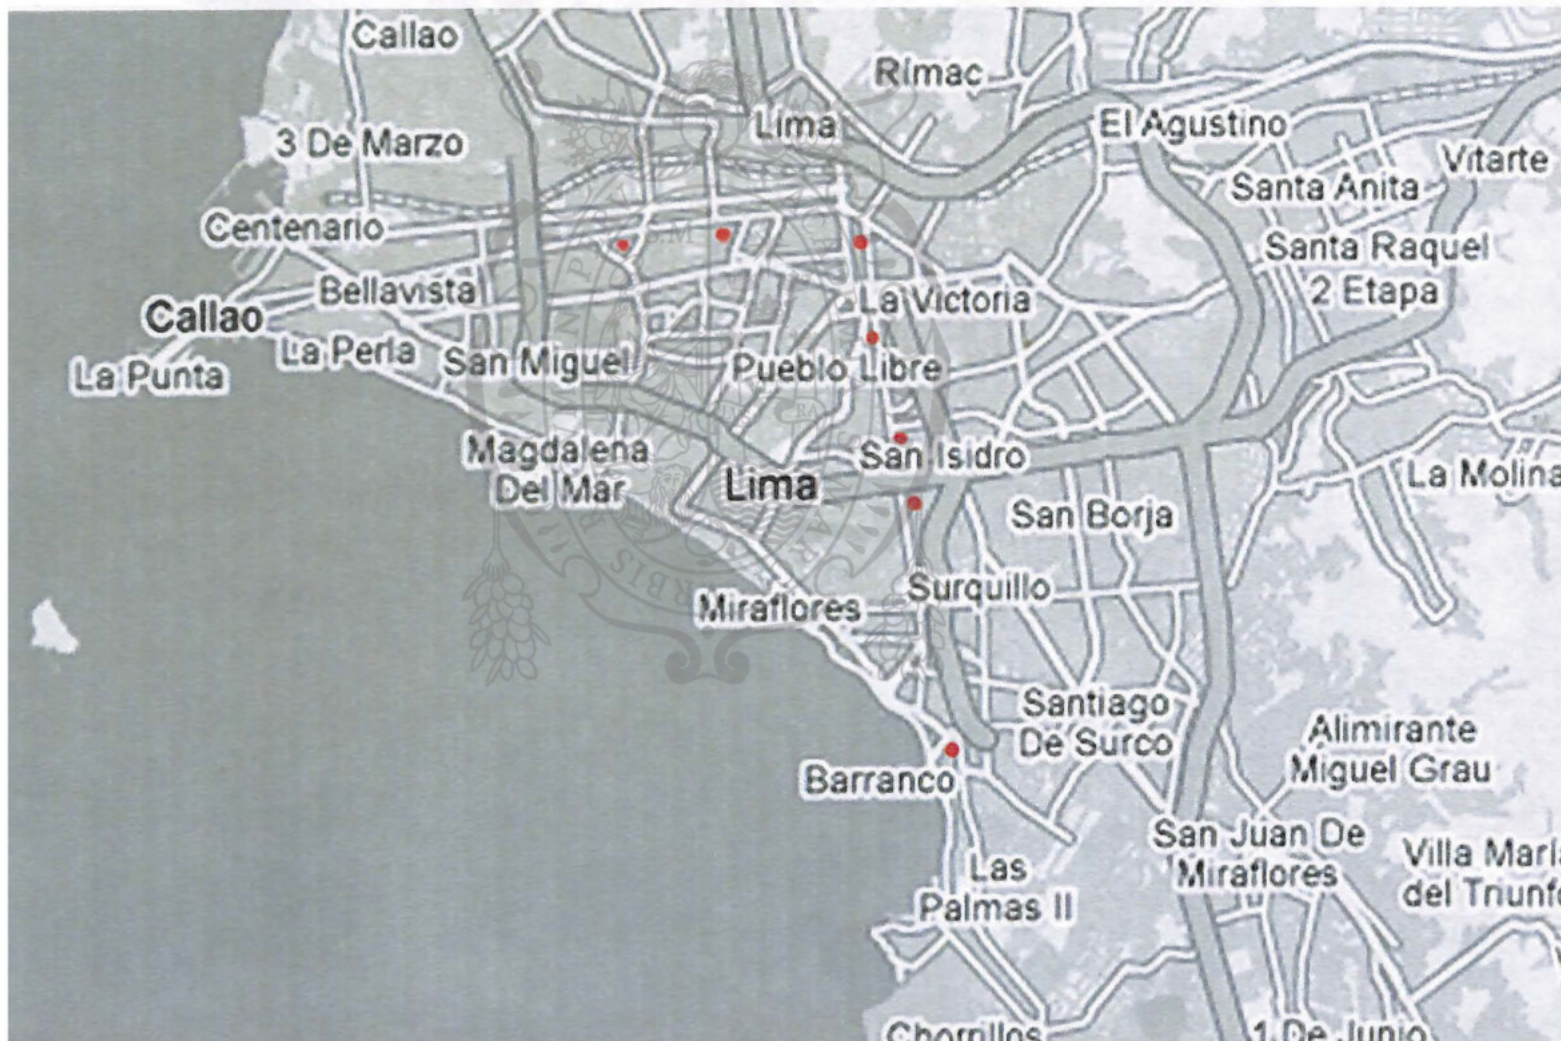 Callao
Rímac
Lima
El Agustino
3 De Marzo
Vitarte
Santa Anita
Centenario
Santa Raquel
2 Etapa
Bellavista
La Victoria
Callao
La Perla
San Miguel
Pueblo Libre
La Punta
Magdalena
Del Mar
San Isidro
Lima
La Molina
San Borja
Surquillo
Miraflores
Santiago
De Surco
Alimirante
Miguel Grau
Barranco
San Juan De
Miraflores
Villa María
del Triunfo
Las
Palmas II
Chorrillos
1 De Junio